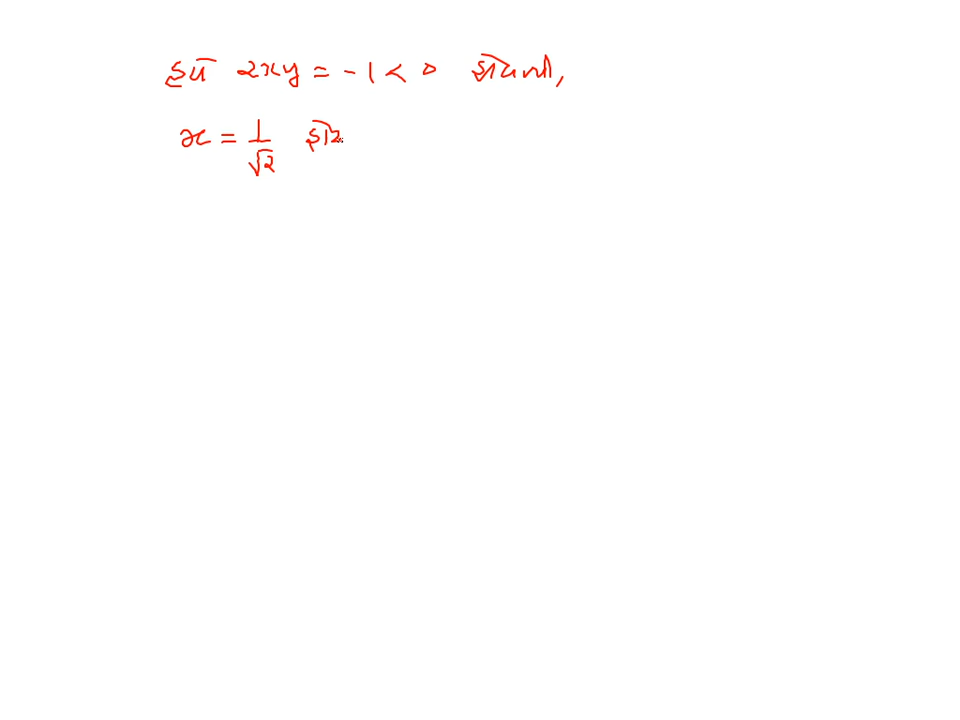 હવે 2xy = -1 < 0 હોવાથી,
x = 1/√2